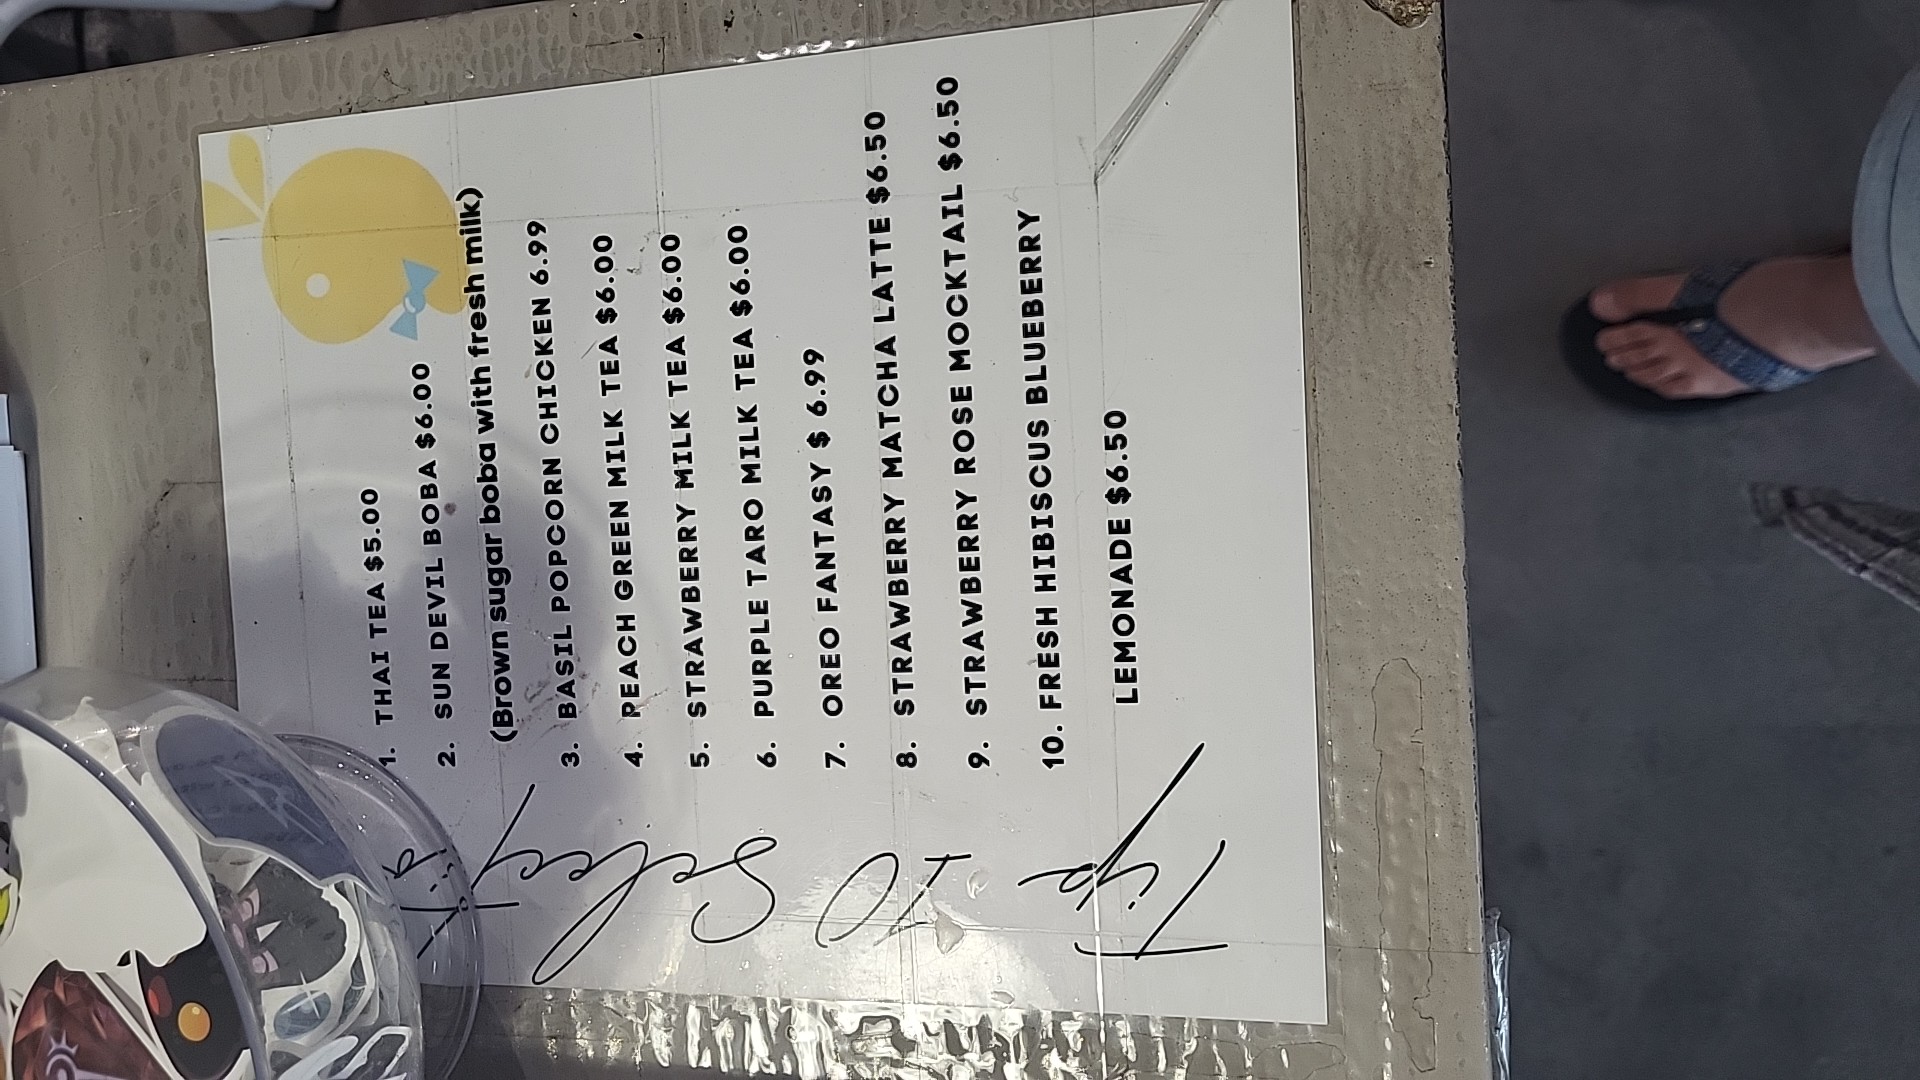 1. THAI TEA $5.00
2. SUN DEVIL BOBA $6.00
(Brown sugar boba with fresh milk)
3. BASIL POPCORN CHICKEN 6.99
4. PEACH GREEN MILK TEA $6.00
5. STRAWBERRY MILK TEA $6.00
6. PURPLE TARO MILK TEA $6.00
7. OREO FANTASY $ 6.99
8. STRAWBERRY MATCHA LATTE $6.50
9. STRAWBERRY ROSE MOCKTAIL $6.50
10. FRESH HIBISCUS BLUEBERRY
LEMONADE $6.50
Top 10